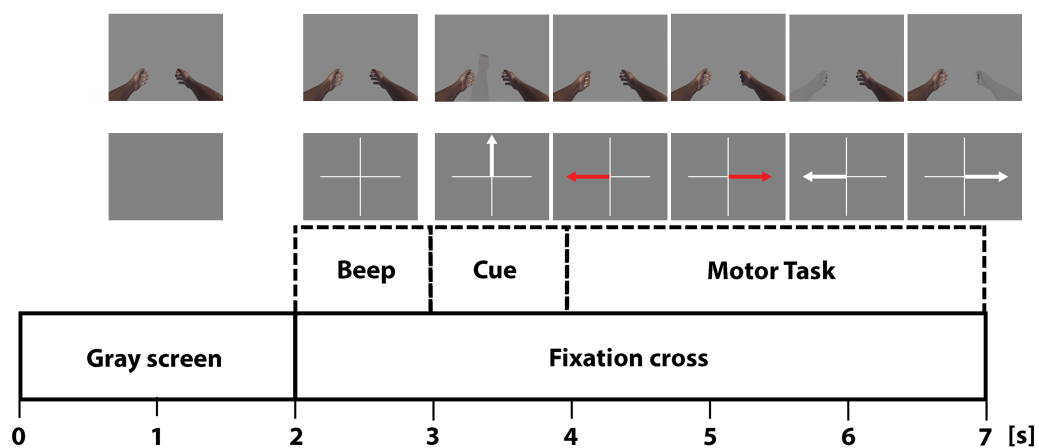 Beep
Cue
Motor Task
Gray screen
Fixation cross
0 1 2 3 4 5 6 7 [s]